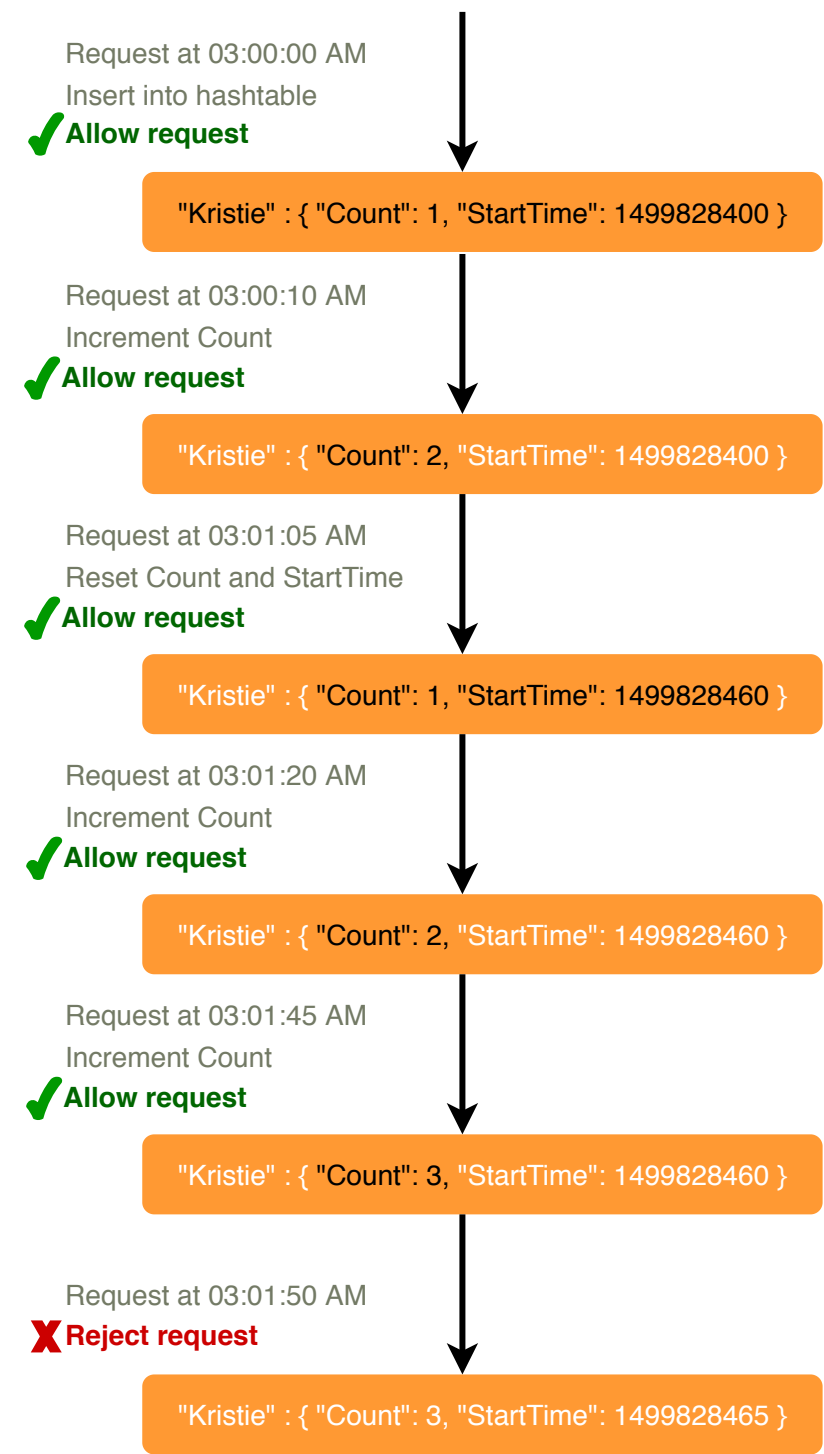 Request at 03:00:00 AM
Insert into hashtable
Allow request
"Kristie" : { "Count": 1, "StartTime": 1499828400 }
Request at 03:00:10 AM
Increment Count
Allow request
"Kristie" : { "Count": 2, "StartTime": 1499828400 }
Request at 03:01:05 AM
Reset Count and StartTime
Allow request
"Kristie" : { "Count": 1, "StartTime": 1499828460 }
Request at 03:01:20 AM
Increment Count
Allow request
"Kristie" : { "Count": 2, "StartTime": 1499828460 }
Request at 03:01:45 AM
Increment Count
Allow request
"Kristie" : { "Count": 3, "StartTime": 1499828460 }
Request at 03:01:50 AM
Reject request
"Kristie" : { "Count": 3, "StartTime": 1499828465 }